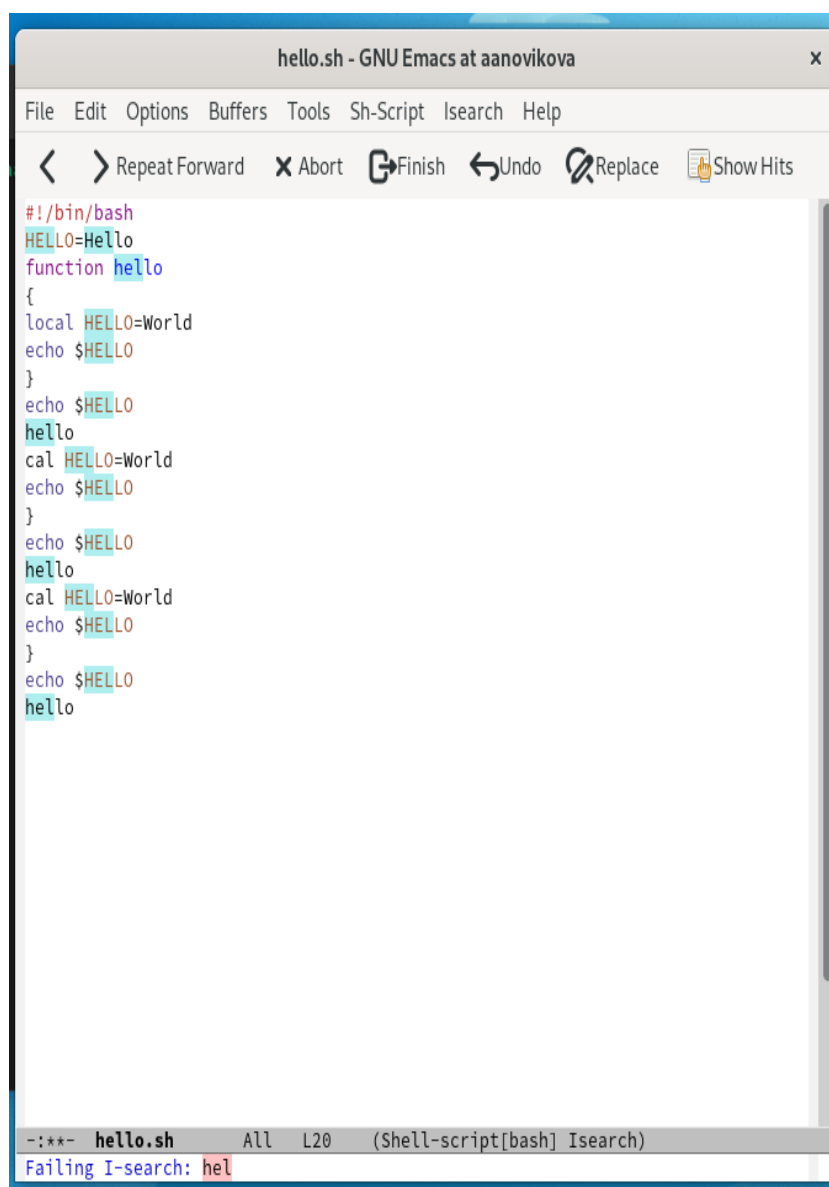 hello.sh - GNU Emacs at aanovikova ×
File Edit Options Buffers Tools Sh-Script Isearch Help
Repeat Forward Abort Finish Undo Replace Show Hits
#!/bin/bash
HELLO=Hello
function hello
{
local HELLO=World
echo $HELLO
}
echo $HELLO
hello
cal HELLO=World
echo $HELLO
}
echo $HELLO
hello
cal HELLO=World
echo $HELLO
}
echo $HELLO
hello
-:**- hello.sh All L20 (Shell-script[bash] Isearch)
Failing I-search: hel